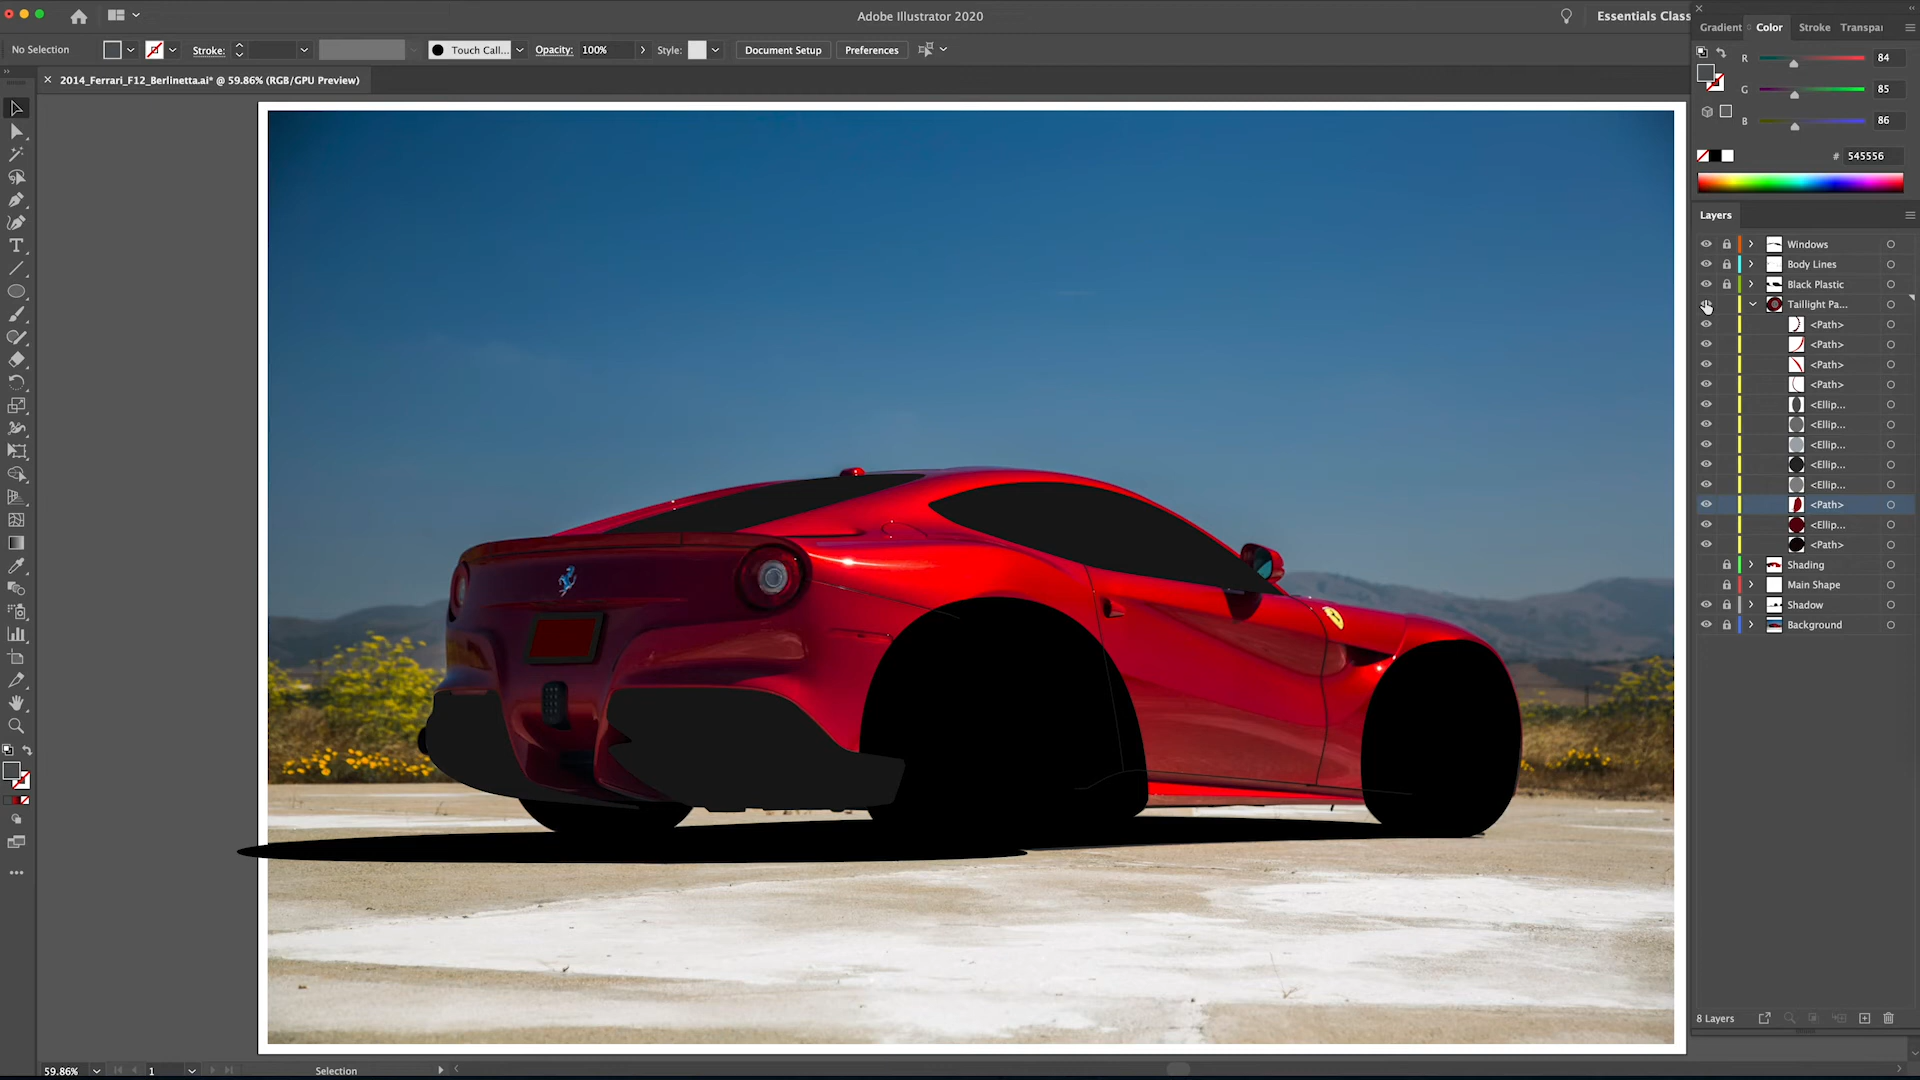 Adobe Illustrator 2020
Essentials Class
No Selection
Stroke:
Touch Call...
Opacity:
100%
Style:
Document Setup
Preferences
2014_Ferrari_F12_Berlinetta.ai* @ 59.86% (RGB/GPU Preview)
Gradient
Color
Stroke
Transpar
R
84
G
85
B
86
#
545556
Layers
Windows
Body Lines
Black Plastic
Taillight Pa...
<Path>
<Path>
<Path>
<Path>
<Ellip...
<Ellip...
<Ellip...
<Ellip...
<Ellip...
<Path>
<Ellip...
<Path>
Shading
Main Shape
Shadow
Background
8 Layers
59.86%
1
Selection